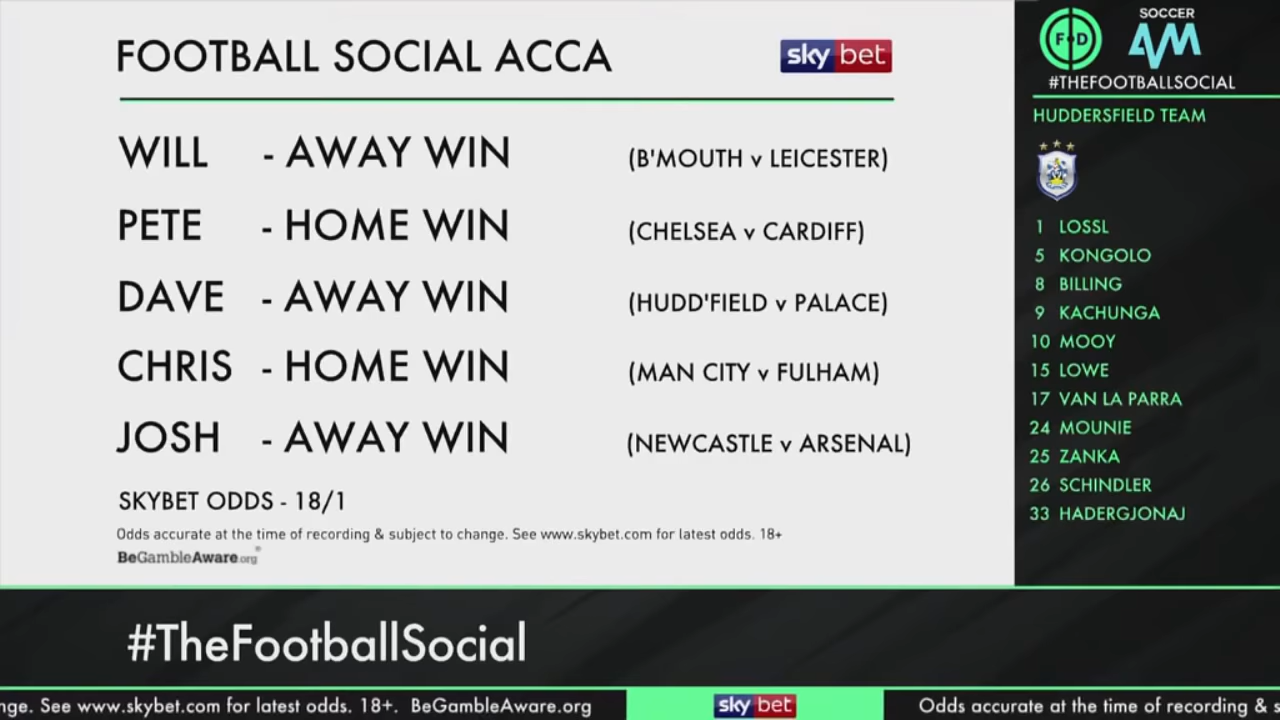 FOOTBALL SOCIAL ACCA
sky bet
WILL - AWAY WIN (B'MOUTH v LEICESTER)
PETE - HOME WIN (CHELSEA v CARDIFF)
DAVE - AWAY WIN (HUDD'FIELD v PALACE)
CHRIS - HOME WIN (MAN CITY v FULHAM)
JOSH - AWAY WIN (NEWCASTLE v ARSENAL)
SKYBET ODDS - 18/1
Odds accurate at the time of recording & subject to change. See www.skybet.com for latest odds. 18+
BeGambleAware.org®
FD
SOCCER
AM
#THEFOOTBALLSOCIAL
HUDDERSFIELD TEAM
1 LOSSL
5 KONGOLO
8 BILLING
9 KACHUNGA
10 MOOY
15 LOWE
17 VAN LA PARRA
24 MOUNIE
25 ZANKA
26 SCHINDLER
33 HADERGJONAJ
#TheFootballSocial
nge. See www.skybet.com for latest odds. 18+. BeGambleAware.org
sky bet
Odds accurate at the time of recording & s